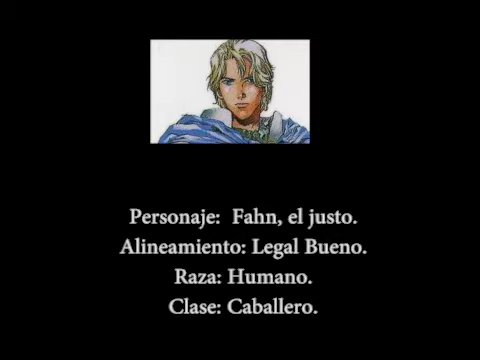 Personaje: Fahn, el justo.
Alineamiento: Legal Bueno.
Raza: Humano.
Clase: Caballero.